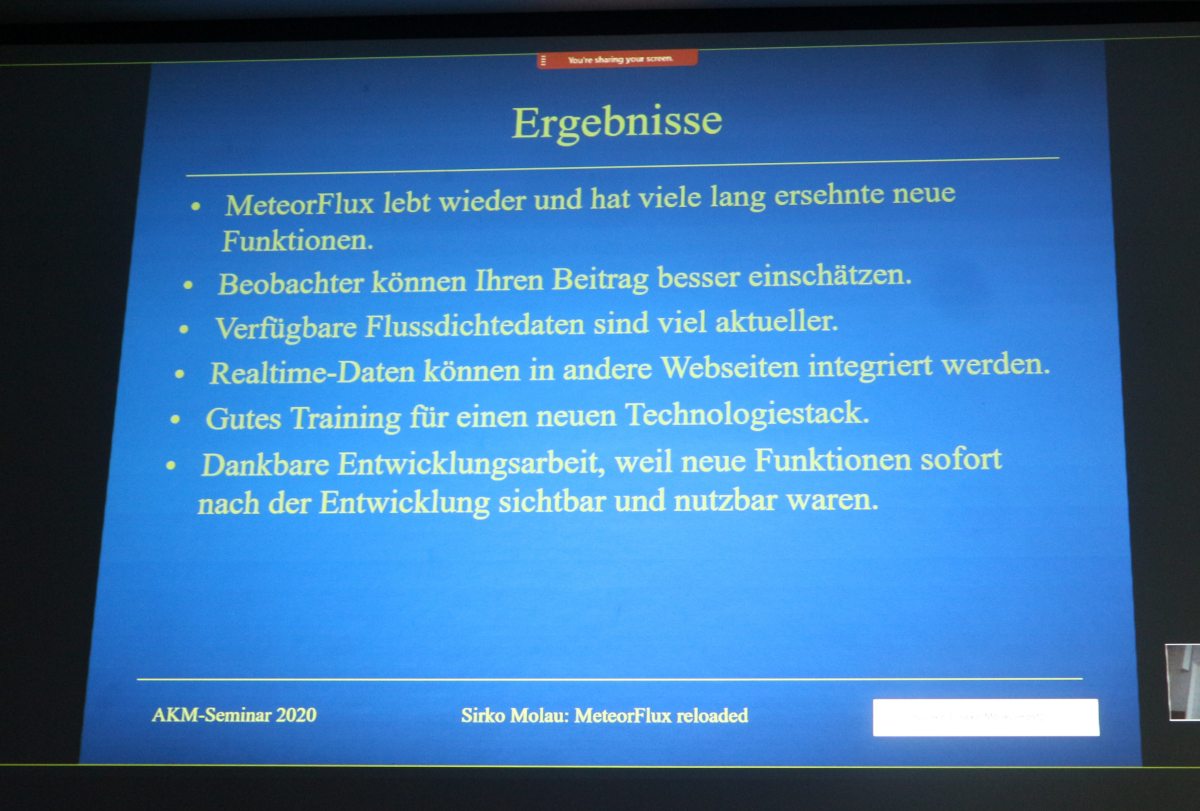 You're sharing your screen.
Ergebnisse
• MeteorFlux lebt wieder und hat viele lang ersehnte neue
Funktionen.
• Beobachter können Ihren Beitrag besser einschätzen.
• Verfügbare Flussdichtedaten sind viel aktueller.
• Realtime-Daten können in andere Webseiten integriert werden.
• Gutes Training für einen neuen Technologiestack.
• Dankbare Entwicklungsarbeit, weil neue Funktionen sofort
nach der Entwicklung sichtbar und nutzbar waren.
AKM-Seminar 2020 Sirko Molau: MeteorFlux reloaded